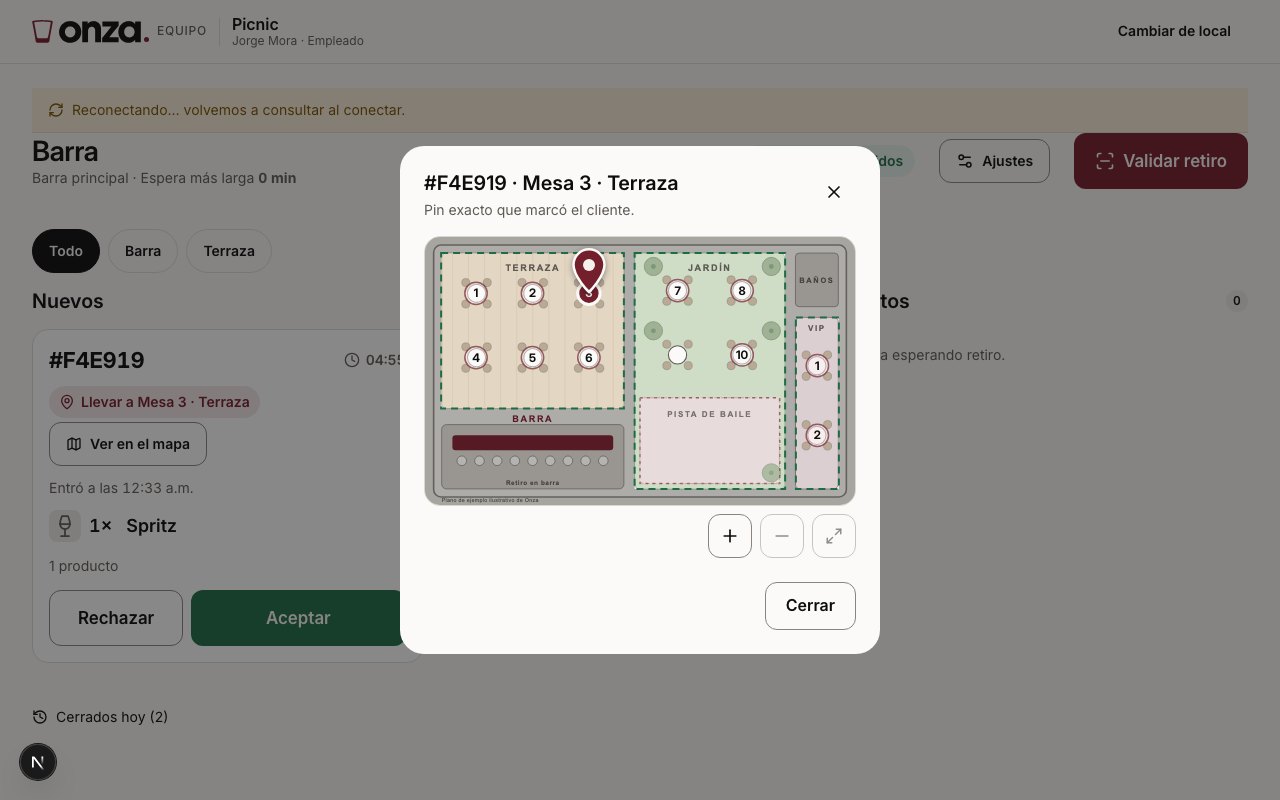 onza. EQUIPO
Picnic
Jorge Mora · Empleado
Cambiar de local
Reconectando… volvemos a consultar al conectar.
Barra
Barra principal · Espera más larga 0 min
dos
Ajustes
Validar retiro
Todo
Barra
Terraza
Nuevos
tos
0
#F4E919
04:55
Llevar a Mesa 3 · Terraza
Ver en el mapa
Entró a las 12:33 a.m.
1× Spritz
1 producto
Rechazar
Aceptar
a esperando retiro.
Cerrados hoy (2)
N
#F4E919 · Mesa 3 · Terraza
Pin exacto que marcó el cliente.
TERRAZA
1
2
3
4
5
6
BARRA
Retiro en barra
Plano de ejemplo ilustrativo de Onza
JARDÍN
7
8
10
PISTA DE BAILE
BAÑOS
VIP
1
2
Cerrar